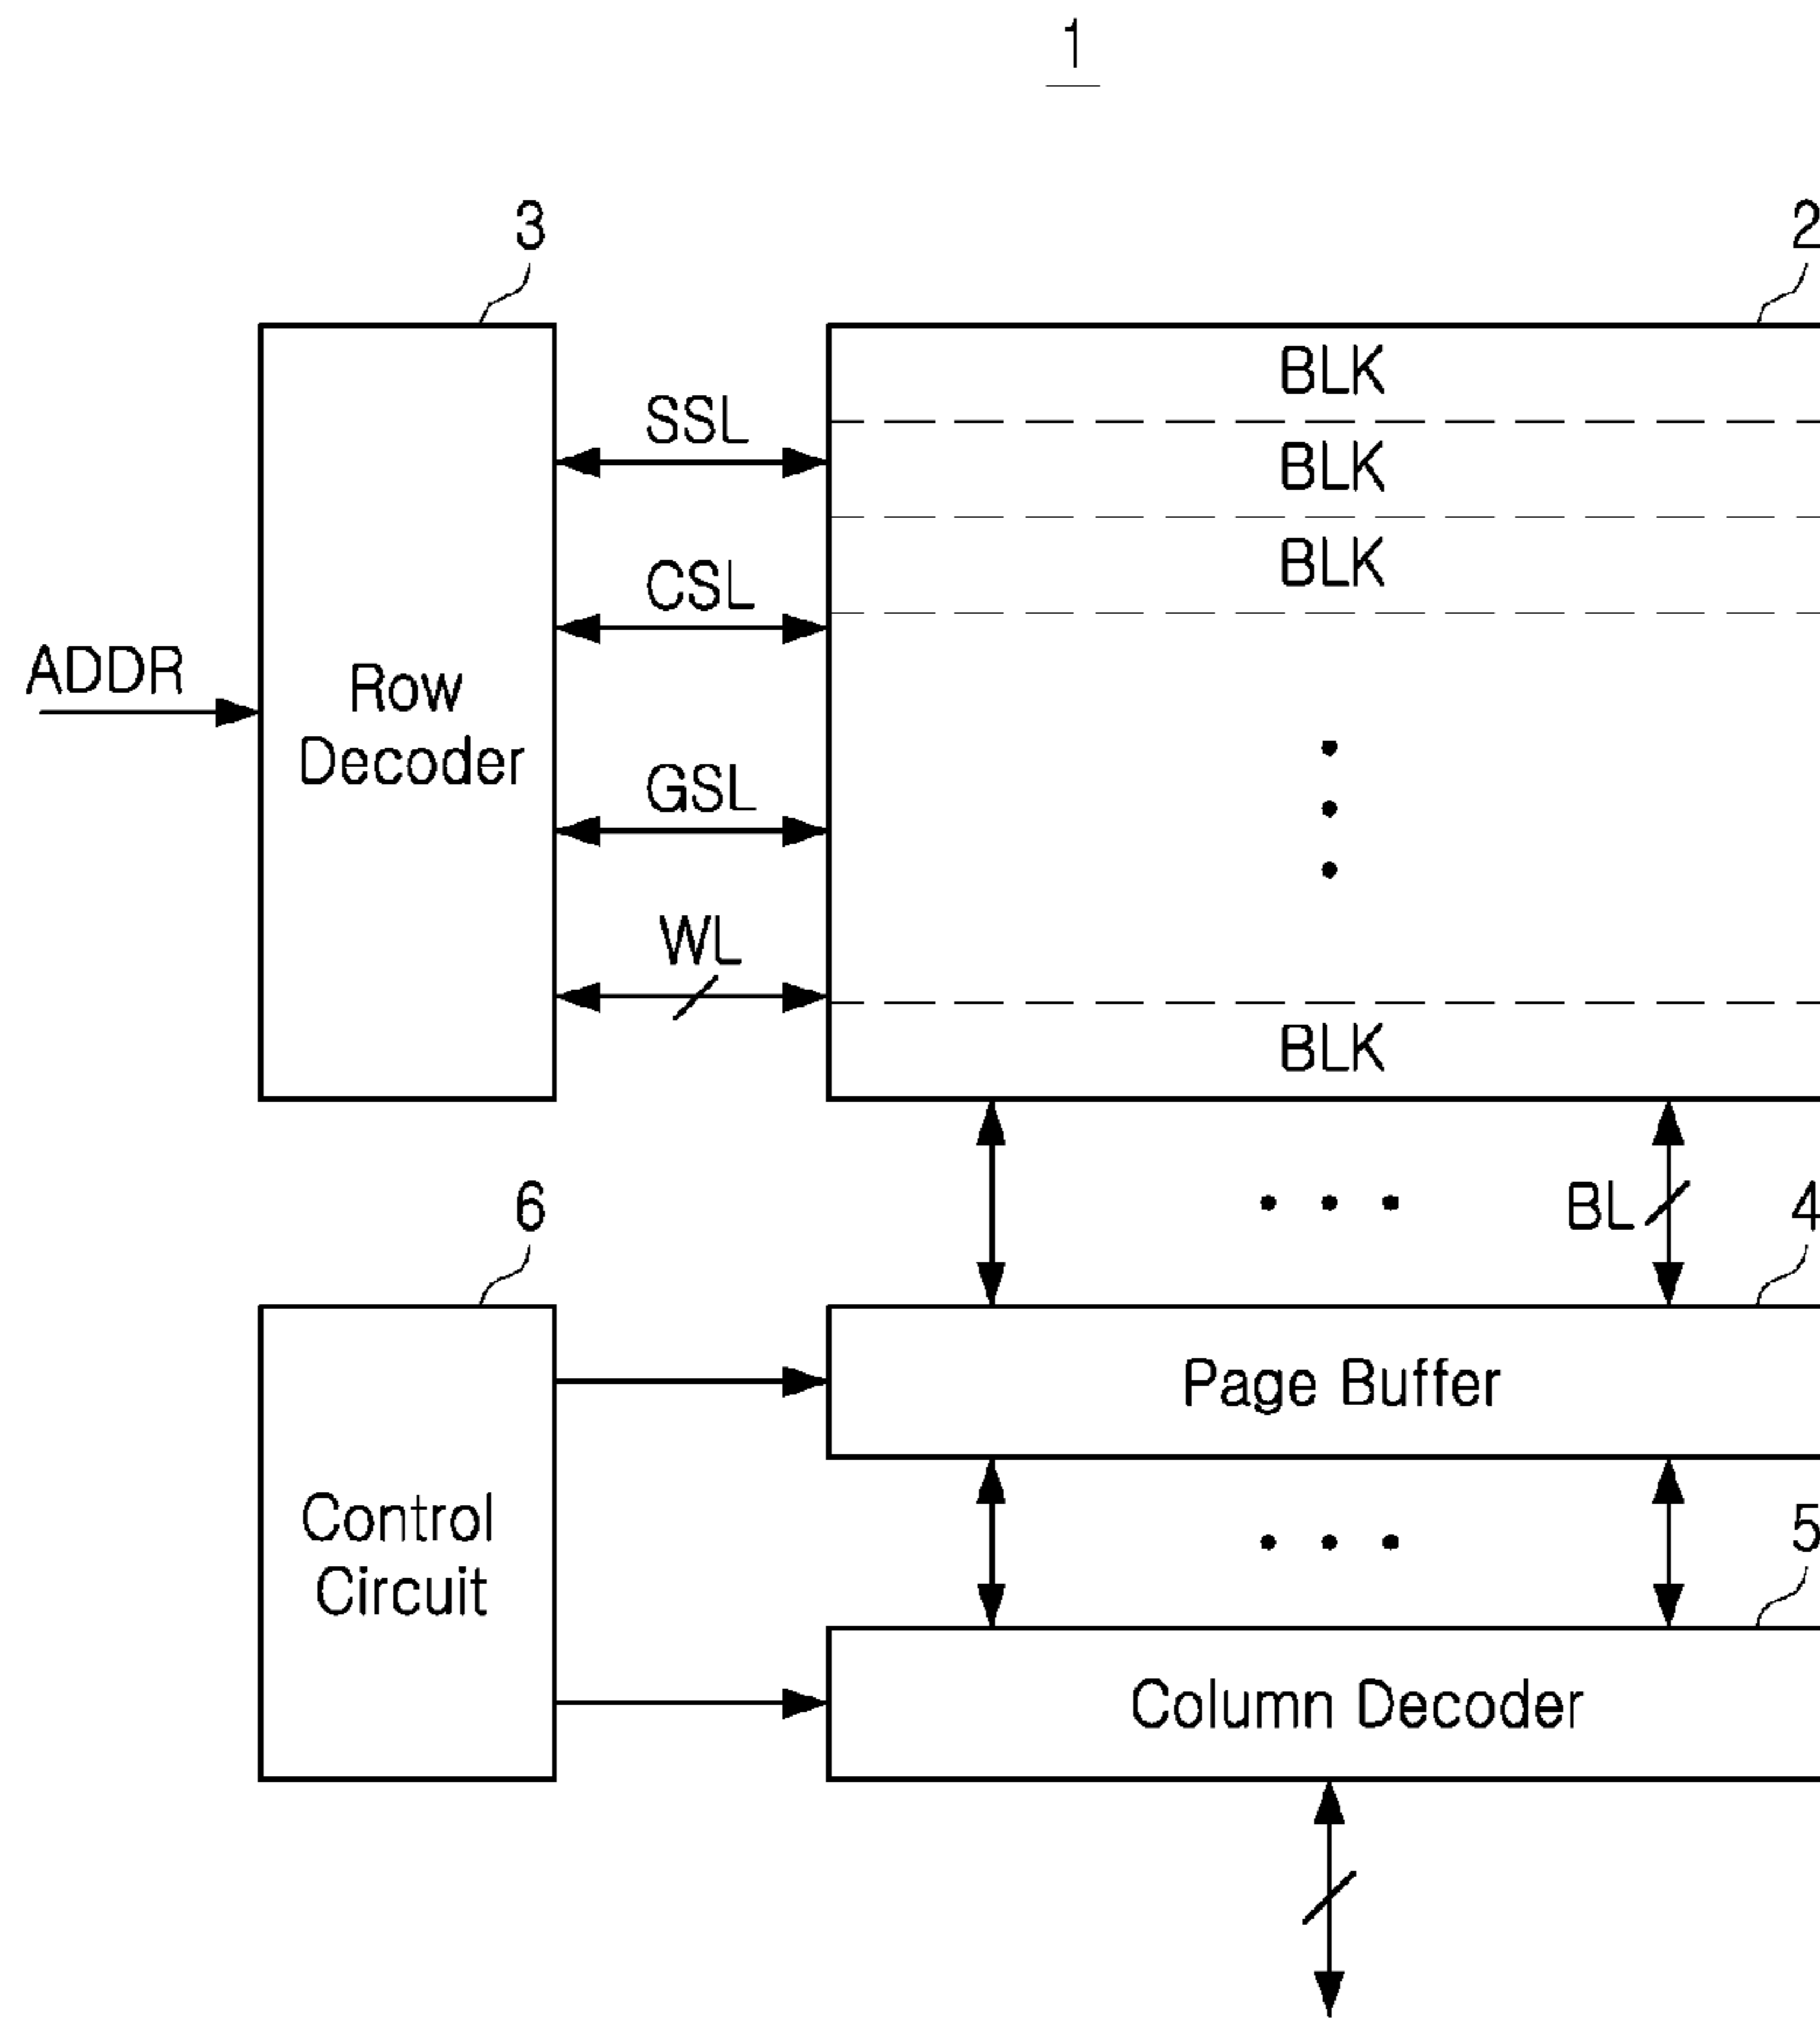 1
3
2
BLK
SSL
BLK
BLK
CSL
ADDR
Row
Decoder
GSL
WL
BLK
BL
6
4
Page Buffer
Control
Circuit
5
Column Decoder